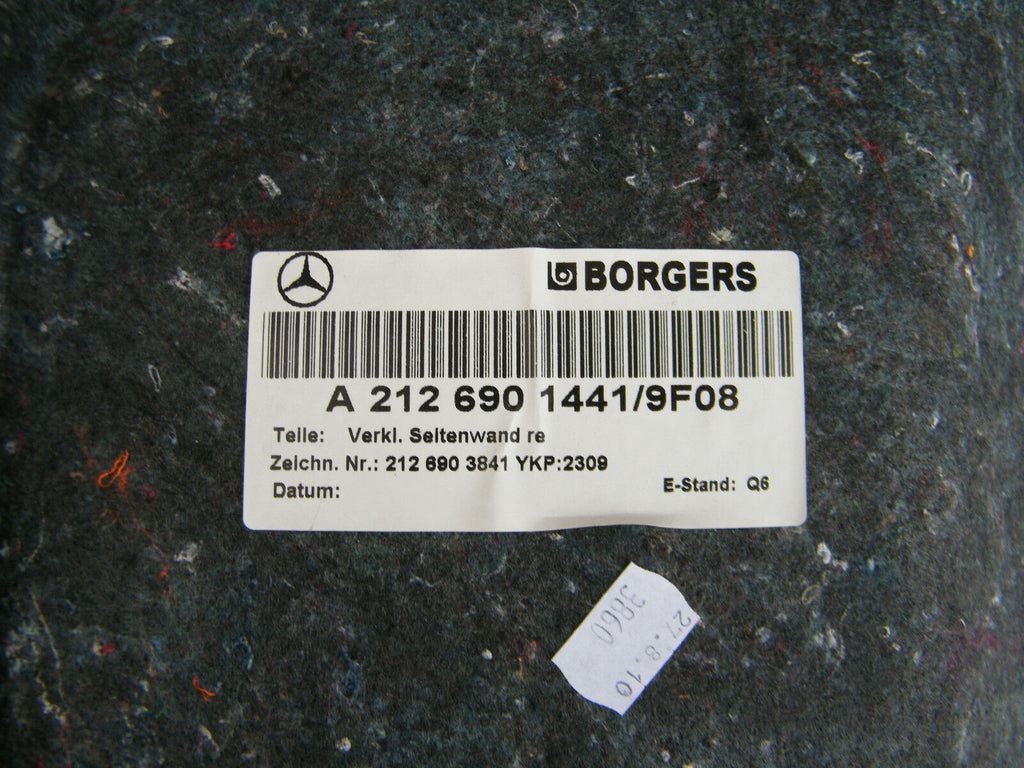 BORGERS
A 212 690 1441/9F08
Teile: Verkl. Seitenwand re
Zeichn. Nr.: 212 690 3841 YKP:2309
Datum:
E-Stand: Q6
27.8.10
3860